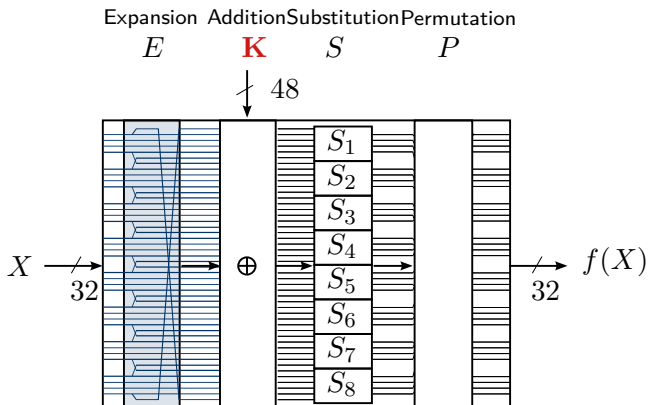 Expansion Addition Substitution Permutation
E K S P
48
S1
S2
S3
S4
X ⊕ f(X)
32 S5 32
S6
S7
S8